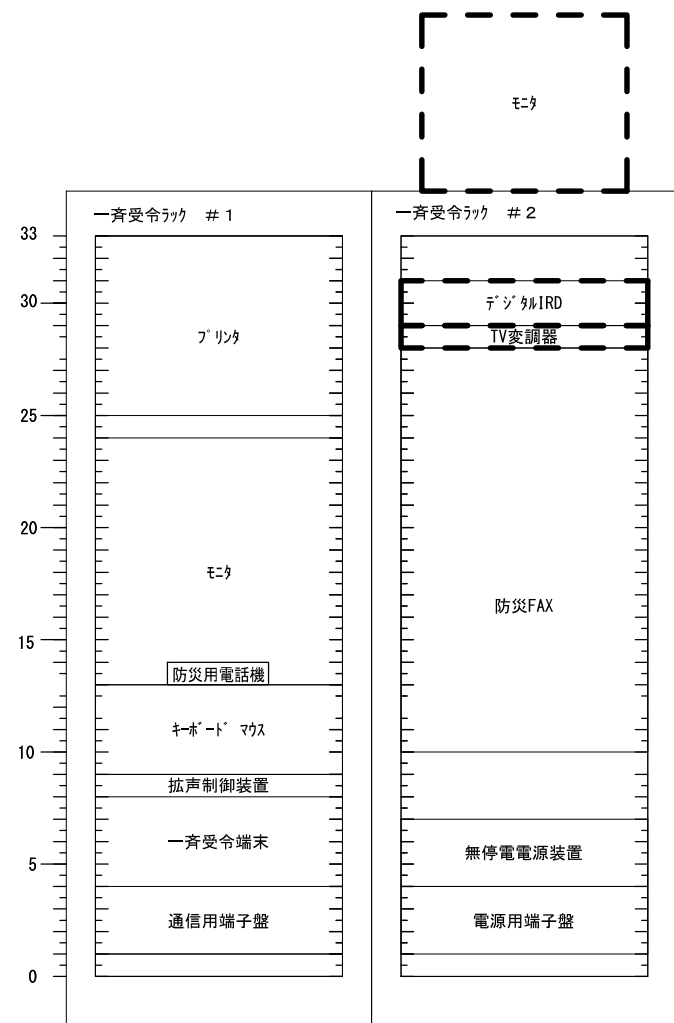 ﾓﾆﾀ
一斉受令ﾗｯｸ ＃１
一斉受令ﾗｯｸ ＃２
33
30
25
20
15
10
5
0
ﾌﾟﾘﾝﾀ
ﾓﾆﾀ
防災用電話機
ｷｰﾎﾞｰﾄﾞ ﾏｳｽ
拡声制御装置
一斉受令端末
通信用端子盤
ﾃﾞｼﾞﾀﾙIRD
TV変調器
防災FAX
無停電電源装置
電源用端子盤